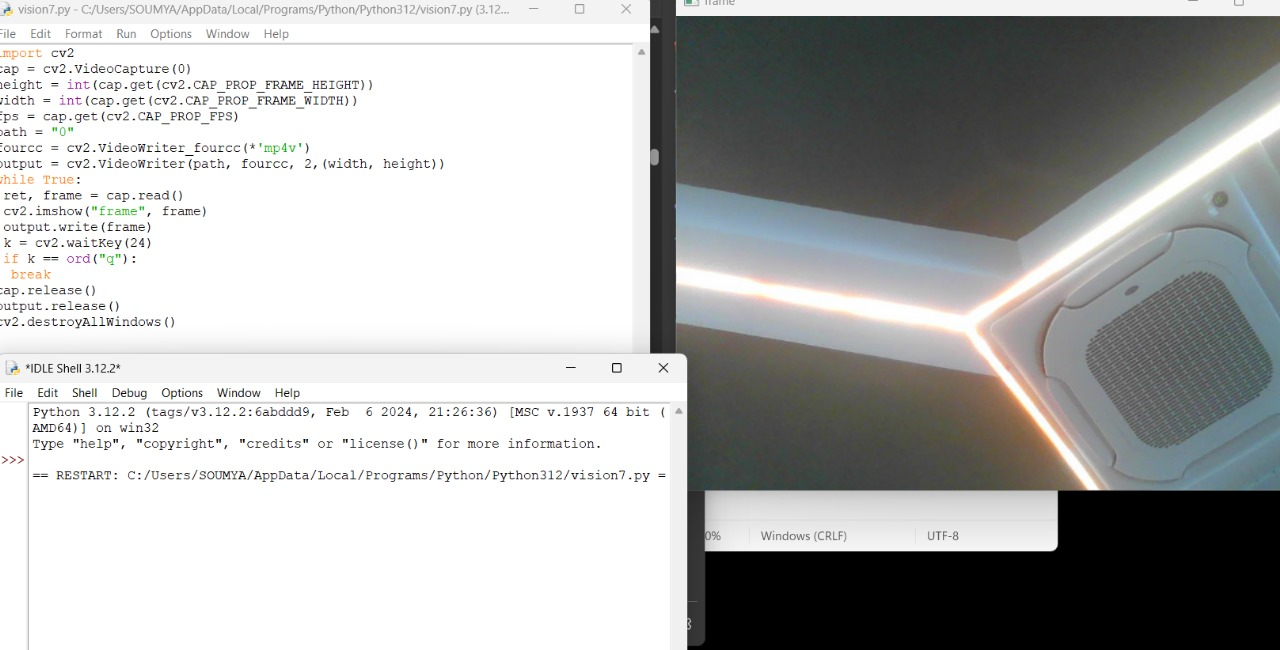 vision7.py - C:/Users/SOUMYA/AppData/Local/Programs/Python/Python312/vision7.py (3.12...
File Edit Format Run Options Window Help
import cv2
cap = cv2.VideoCapture(0)
height = int(cap.get(cv2.CAP_PROP_FRAME_HEIGHT))
width = int(cap.get(cv2.CAP_PROP_FRAME_WIDTH))
fps = cap.get(cv2.CAP_PROP_FPS)
path = "0"
fourcc = cv2.VideoWriter_fourcc(*'mp4v')
output = cv2.VideoWriter(path, fourcc, 2,(width, height))
while True:
ret, frame = cap.read()
cv2.imshow("frame", frame)
output.write(frame)
k = cv2.waitKey(24)
if k == ord("q"):
break
cap.release()
output.release()
cv2.destroyAllWindows()
*IDLE Shell 3.12.2*
File Edit Shell Debug Options Window Help
Python 3.12.2 (tags/v3.12.2:6abddd9, Feb 6 2024, 21:26:36) [MSC v.1937 64 bit (
AMD64)] on win32
Type "help", "copyright", "credits" or "license()" for more information.
>>>
== RESTART: C:/Users/SOUMYA/AppData/Local/Programs/Python/Python312/vision7.py =
frame
0% Windows (CRLF) UTF-8